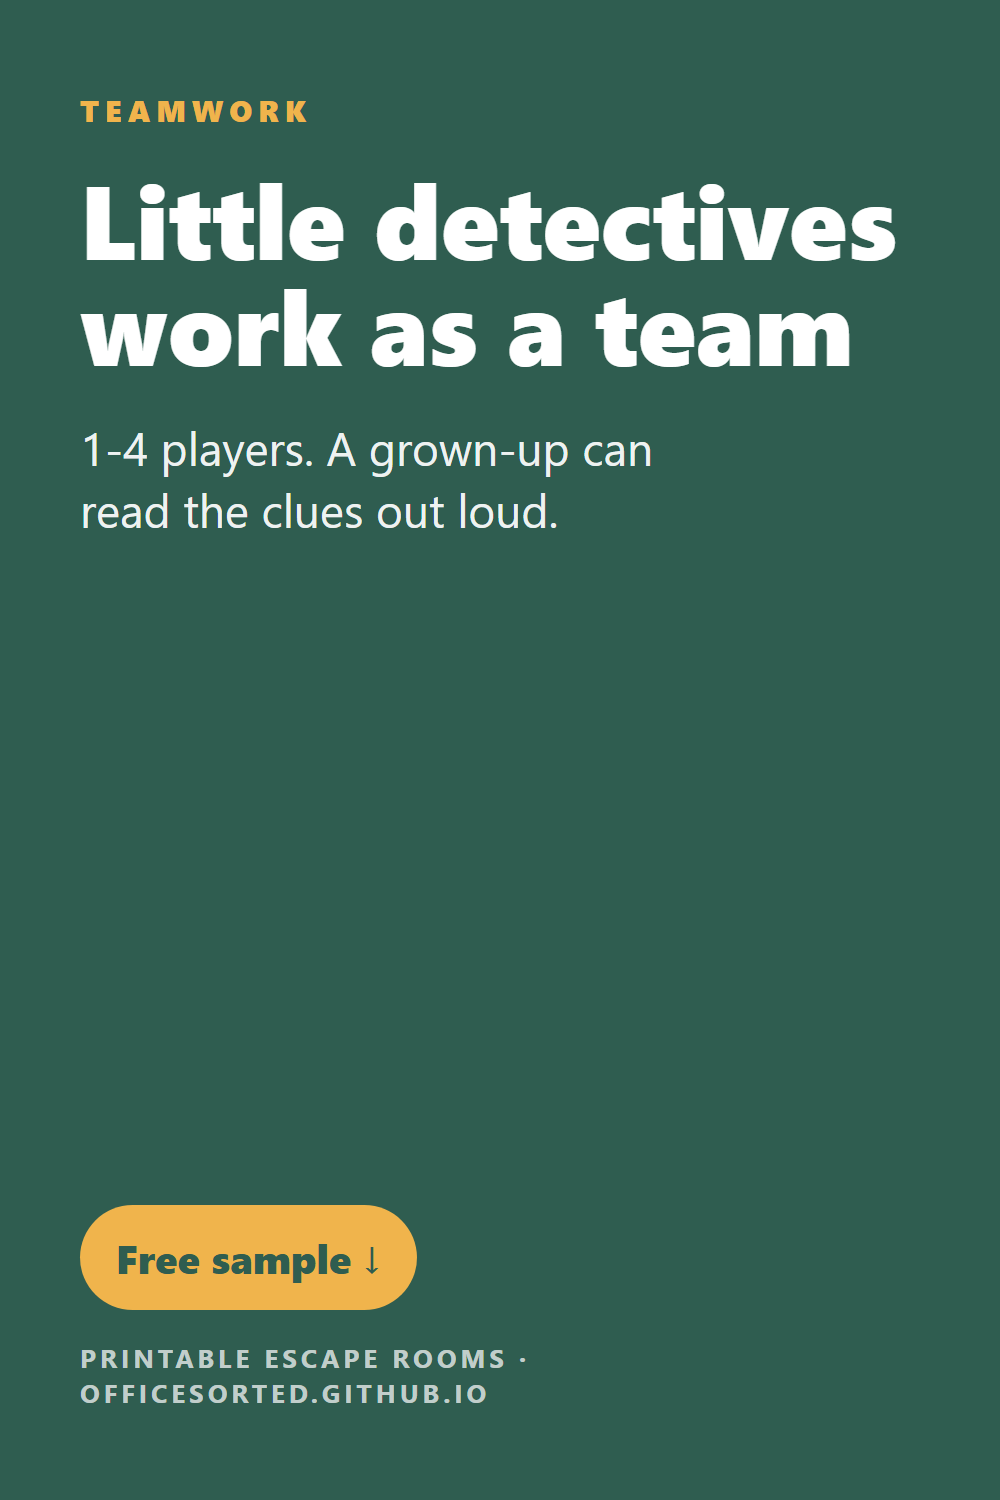 TEAMWORK
Little detectives
work as a team
1-4 players. A grown-up can
read the clues out loud.
Free sample ↓
PRINTABLE ESCAPE ROOMS ·
OFFICESORTED.GITHUB.IO